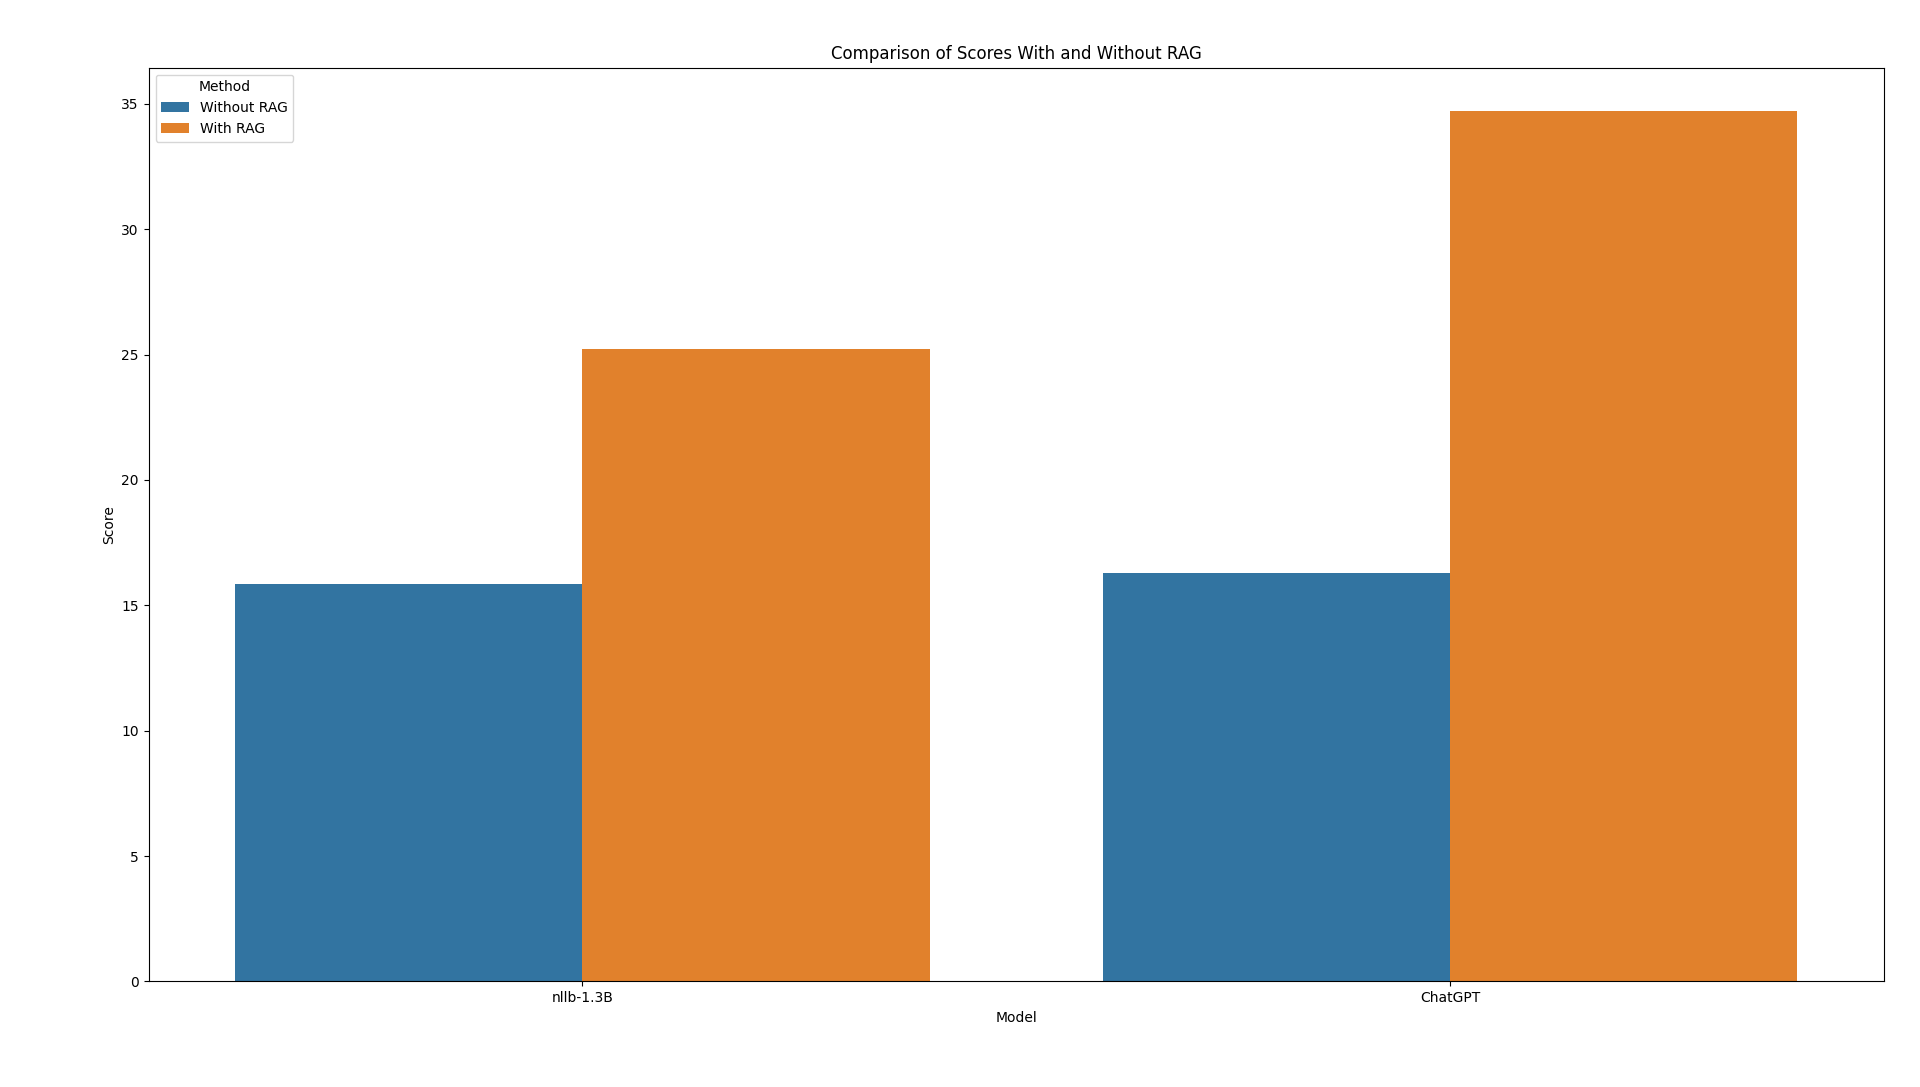 Comparison of Scores With and Without RAG
Method
Without RAG
With RAG
35
30
25
20
15
10
5
0
Score
nllb-1.3B
ChatGPT
Model